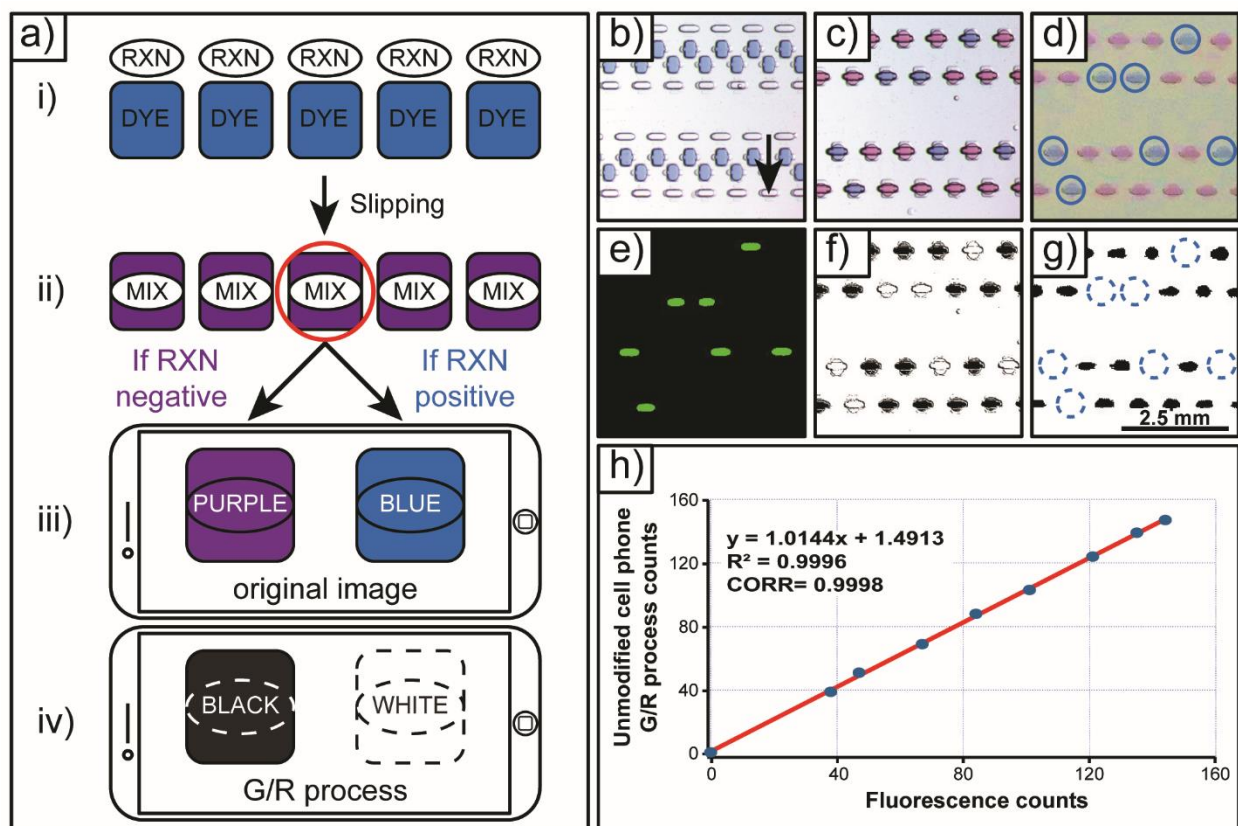 a)
RXN RXN RXN RXN RXN
i)
DYE DYE DYE DYE DYE
Slipping
ii)
MIX MIX MIX MIX MIX
If RXN
negative
If RXN
positive
iii)
PURPLE BLUE
original image
iv)
BLACK WHITE
G/R process
b)
c)
d)
e)
f)
g)
2.5 mm
h)
160
120
80
40
0
y = 1.0144x + 1.4913
R² = 0.9996
CORR= 0.9998
Unmodified cell phone
G/R process counts
0 40 80 120 160
Fluorescence counts